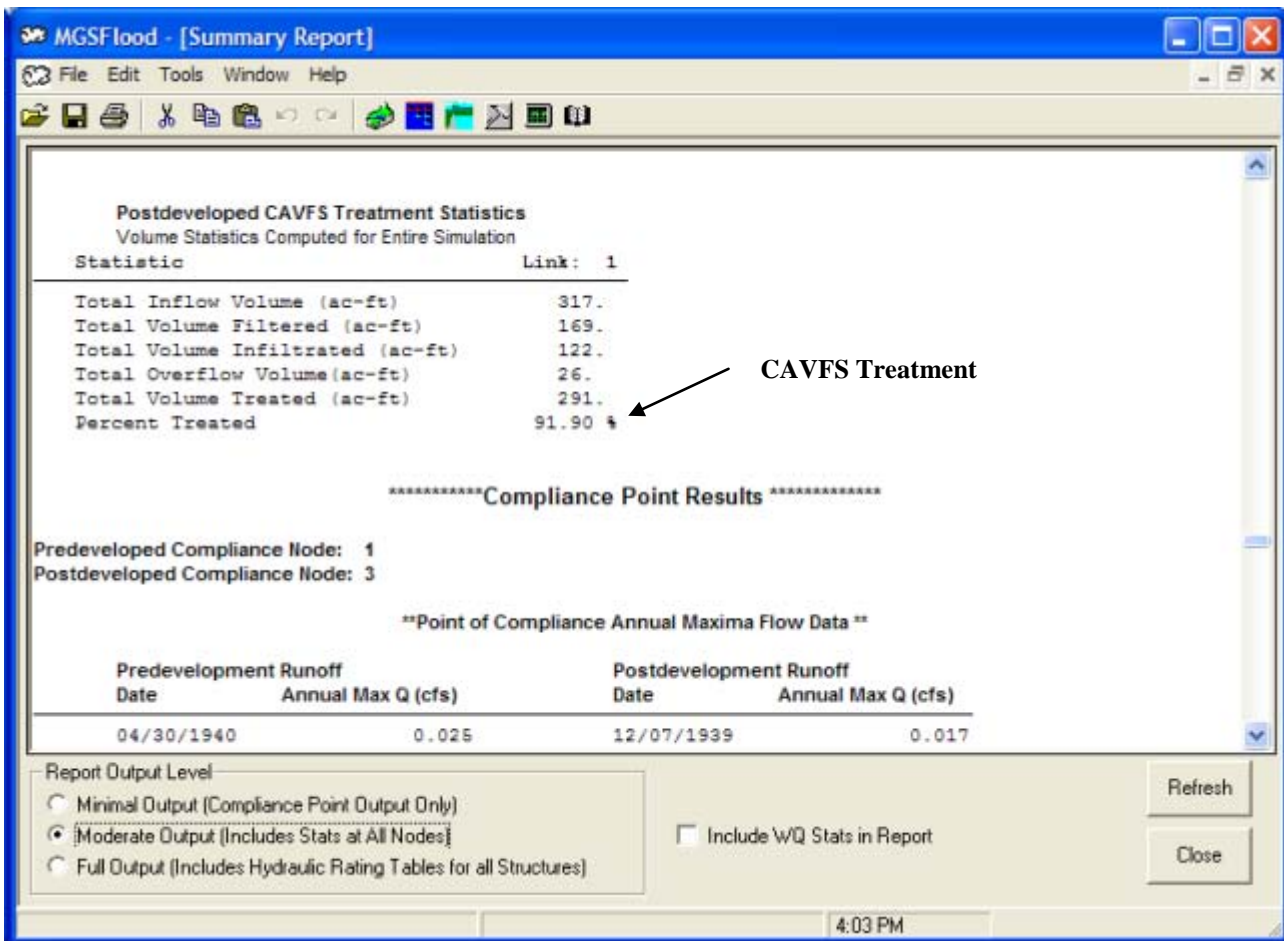 MGSFlood - [Summary Report]
File Edit Tools Window Help
Postdeveloped CAVFS Treatment Statistics
Volume Statistics Computed for Entire Simulation
Statistic Link: 1
Total Inflow Volume (ac-ft) 317.
Total Volume Filtered (ac-ft) 169.
Total Volume Infiltrated (ac-ft) 122.
Total Overflow Volume(ac-ft) 26.
Total Volume Treated (ac-ft) 291.
Percent Treated 91.90 %
CAVFS Treatment
***********Compliance Point Results *************
Predeveloped Compliance Node: 1
Postdeveloped Compliance Node: 3
**Point of Compliance Annual Maxima Flow Data **
Predevelopment Runoff Postdevelopment Runoff
Date Annual Max Q (cfs) Date Annual Max Q (cfs)
04/30/1940 0.025 12/07/1939 0.017
Report Output Level
Minimal Output (Compliance Point Output Only)
Moderate Output (Includes Stats at All Nodes)
Full Output (Includes Hydraulic Rating Tables for all Structures)
Include WQ Stats in Report
Refresh
Close
4:03 PM